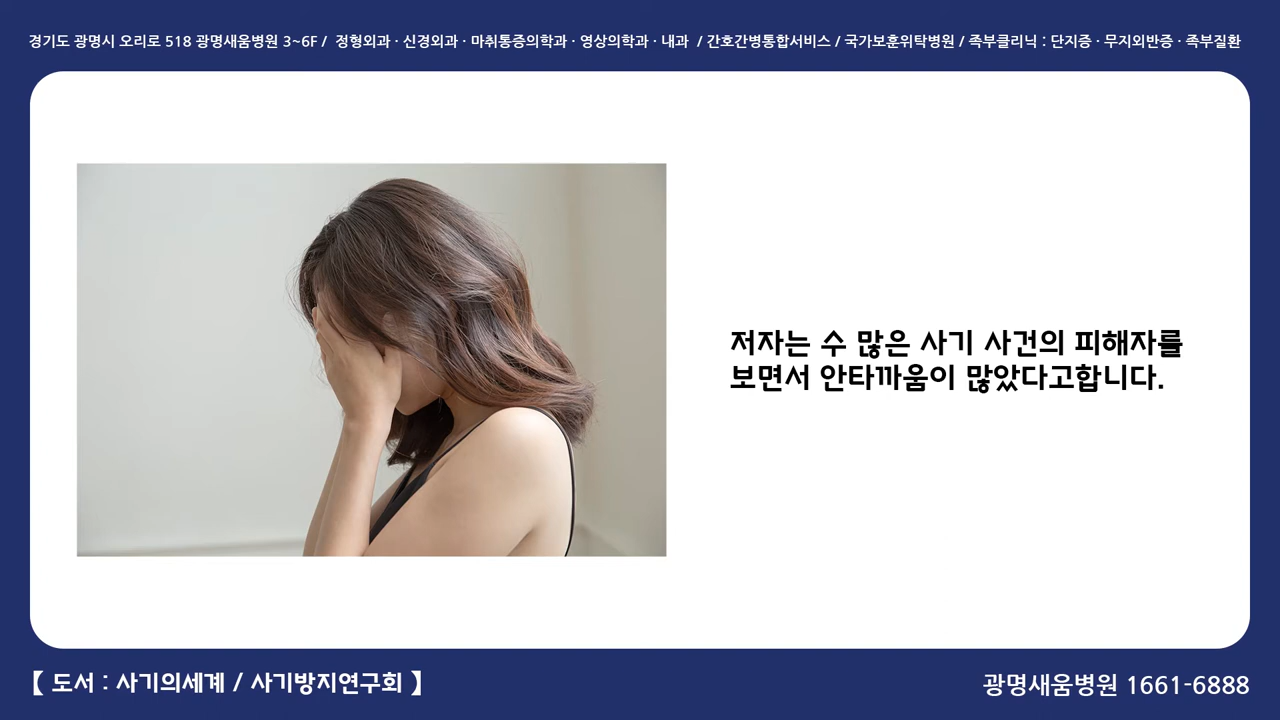 경기도 광명시 오리로 518 광명새움병원 3~6F / 정형외과 · 신경외과 · 마취통증의학과 · 영상의학과 · 내과 / 간호간병통합서비스 / 국가보훈위탁병원 / 족부클리닉 : 단지증 · 무지외반증 · 족부질환
저자는 수 많은 사기 사건의 피해자를
보면서 안타까움이 많았다고합니다.
【 도서 : 사기의세계 / 사기방지연구회 】
광명새움병원 1661-6888